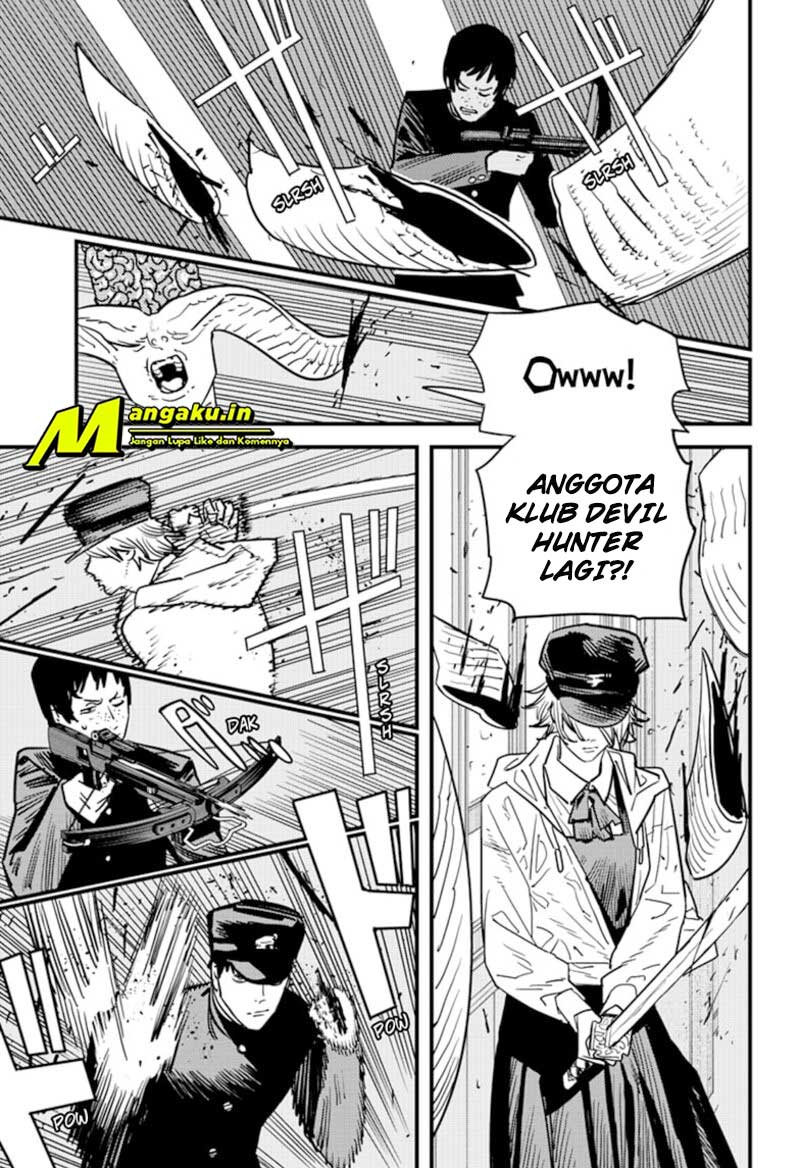 SLRSH
SLRSH
Owww!
Mangaku.in
Jangan Lupa Like dan Komennya
ANGGOTA
KLUB DEVIL
HUNTER
LAGI?!
SLRSH
DAK
POW
POW